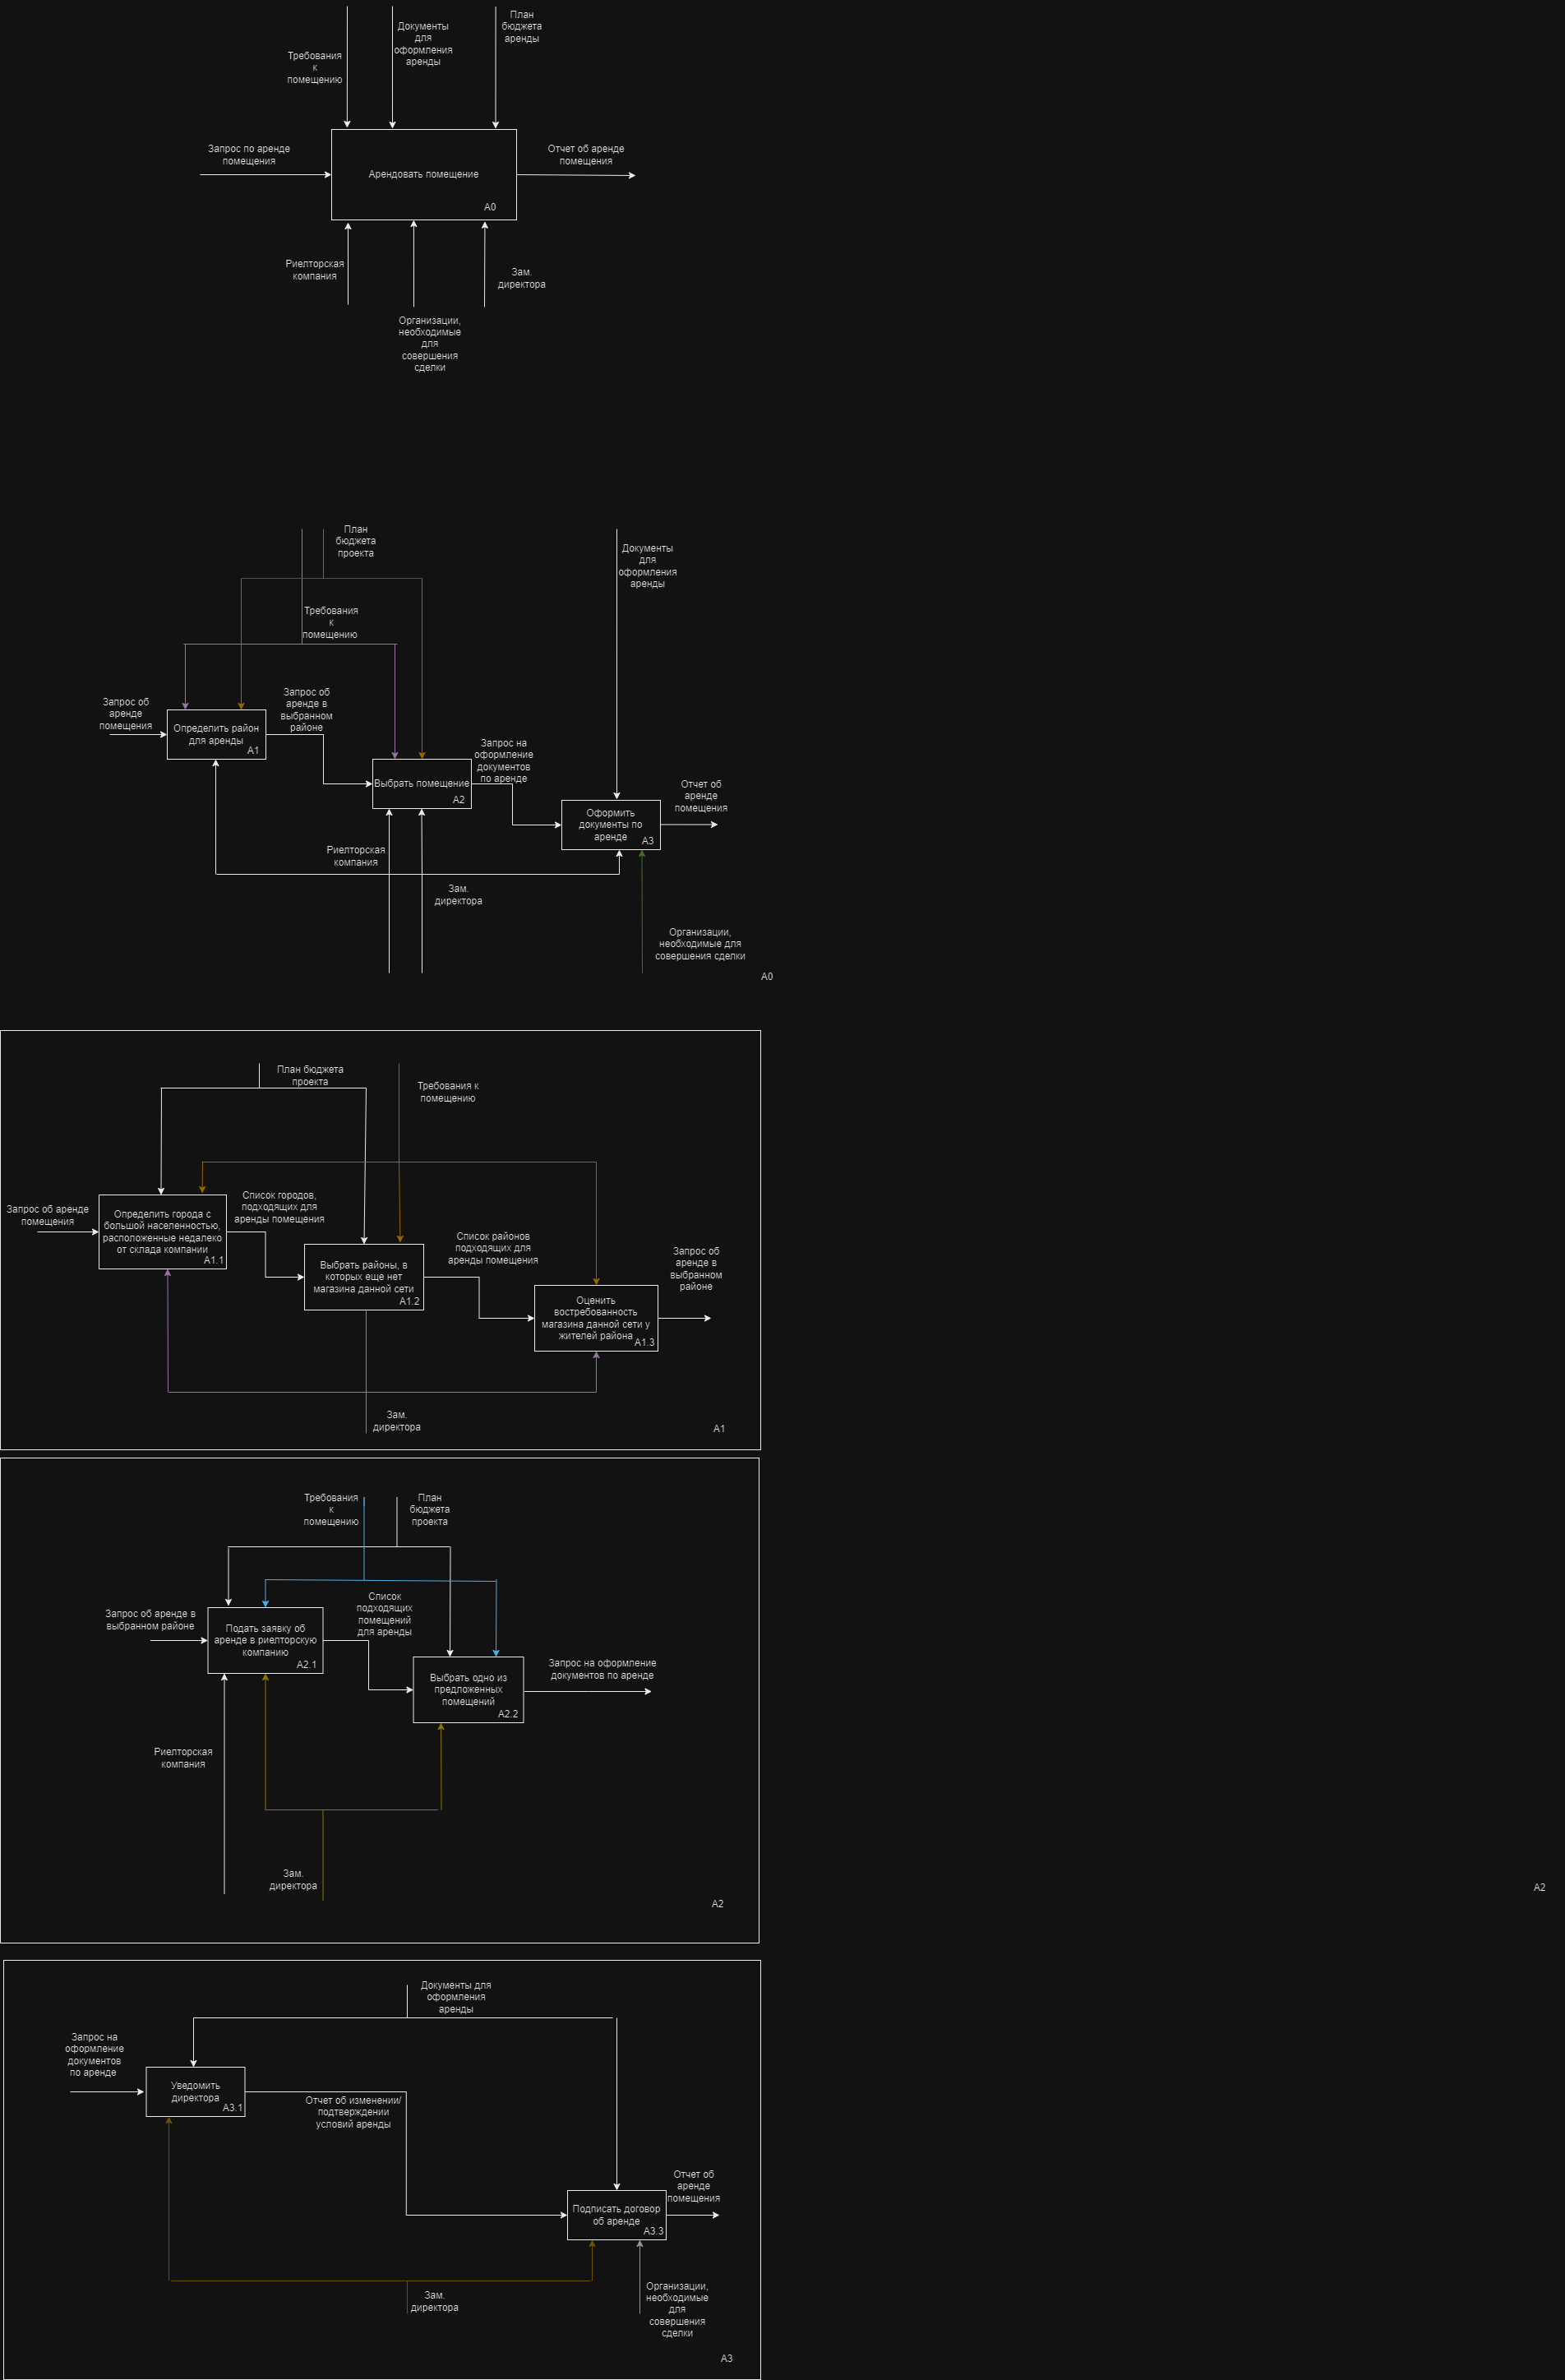 Требования
к
помещению
Документы
для
оформления
аренды
План
бюджета
аренды
Запрос по аренде
помещения
Арендовать помещение
A0
Отчет об аренде
помещения
Риелторская
компания
Организации,
необходимые
для
совершения
сделки
Зам.
директора
План
бюджета
проекта
Документы
для
оформления
аренды
Требования
к
помещению
Запрос об
аренде
помещения
Определить район
для аренды
A1
Запрос об
аренде в
выбранном
районе
Выбрать помещение
A2
Запрос на
оформление
документов
по аренде
Оформить
документы по
аренде
A3
Отчет об
аренде
помещения
Риелторская
компания
Зам.
директора
Организации,
необходимые для
совершения сделки
A0
План бюджета
проекта
Требования к
помещению
Запрос об аренде
помещения
Определить города с
большой населенностью,
расположенные недалеко
от склада компании
A1.1
Список городов,
подходящих для
аренды помещения
Выбрать районы, в
которых еще нет
магазина данной сети
A1.2
Список районов
подходящих для
аренды помещения
Оценить
востребованность
магазина данной сети у
жителей района
A1.3
Запрос об
аренде в
выбранном
районе
Зам.
директора
A1
Требования
к
помещению
План
бюджета
проекта
Запрос об аренде в
выбранном районе
Подать заявку об
аренде в риелторскую
компанию
A2.1
Список
подходящих
помещений
для аренды
Выбрать одно из
предложенных
помещений
A2.2
Запрос на оформление
документов по аренде
Риелторская
компания
Зам.
директора
A2
A2
Документы для
оформления
аренды
Запрос на
оформление
документов
по аренде
Уведомить
директора
A3.1
Отчет об изменении/
подтверждении
условий аренды
Подписать договор
об аренде
A3.3
Отчет об
аренде
помещения
Зам.
директора
Организации,
необходимые
для
совершения
сделки
A3